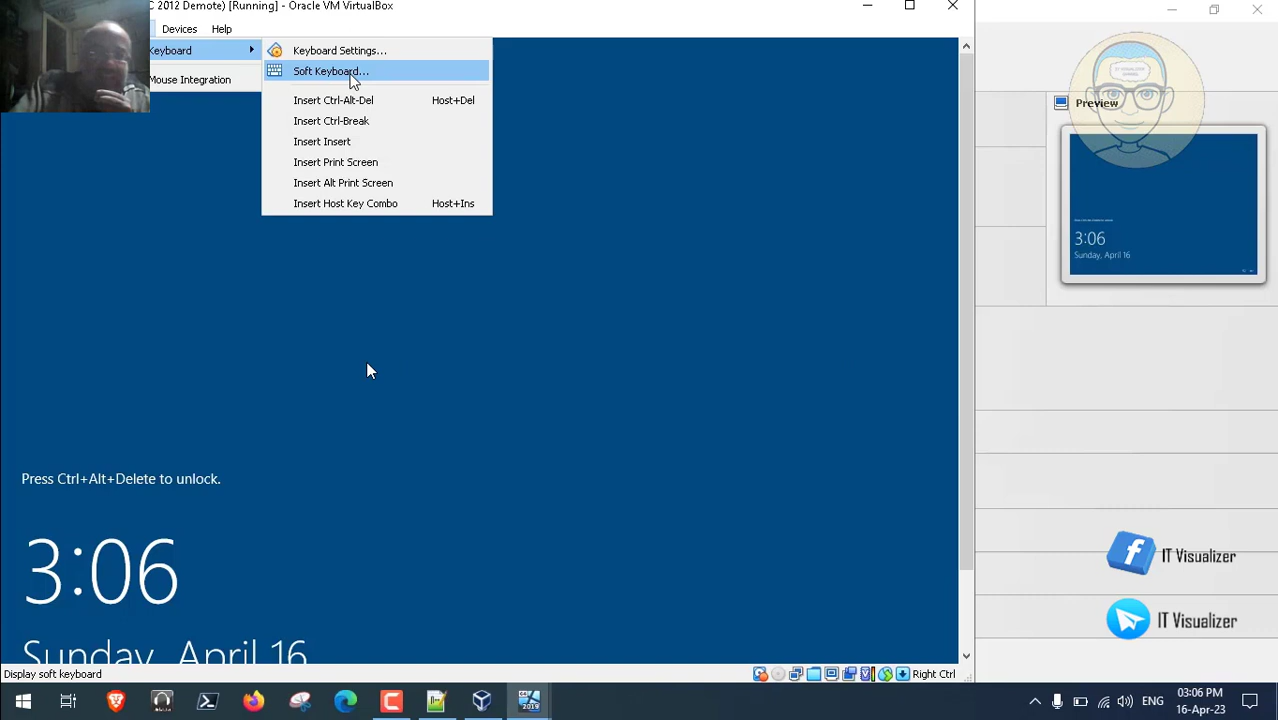 C 2012 Demote) [Running] - Oracle VM VirtualBox
Devices Help
Keyboard
Mouse Integration
Keyboard Settings...
Soft Keyboard...
Insert Ctrl-Alt-Del Host+Del
Insert Ctrl-Break
Insert Insert
Insert Print Screen
Insert Alt Print Screen
Insert Host Key Combo Host+Ins
Press Ctrl+Alt+Delete to unlock.
3:06
Sunday, April 16
Display soft keyboard
Right Ctrl
IT VISUALIZER
Preview
3:06
Sunday, April 16
IT Visualizer
IT Visualizer
2019
ENG
03:06 PM
16-Apr-23